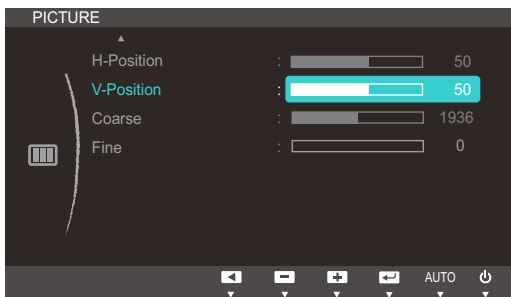 PICTURE
H-Position : 50
V-Position : 50
Coarse : 1936
Fine : 0
AUTO